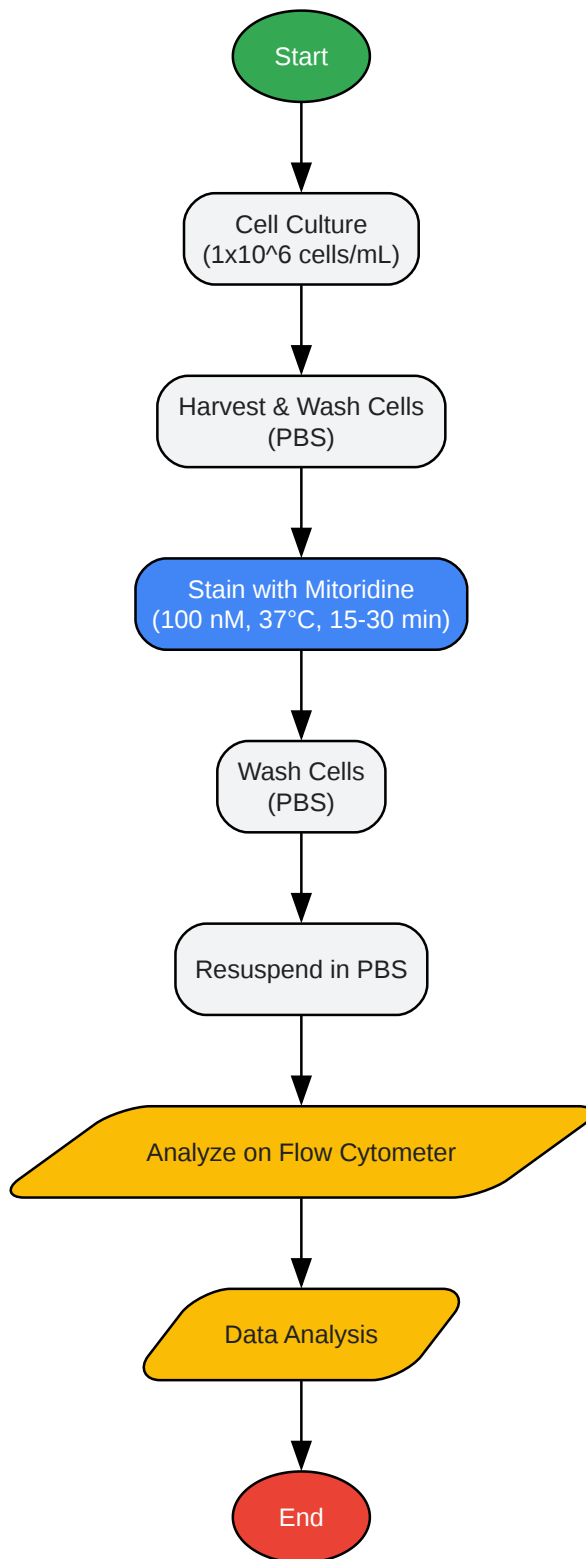 Start
Cell Culture
(1x10^6 cells/mL)
Harvest & Wash Cells
(PBS)
Stain with Mitoridine
(100 nM, 37°C, 15-30 min)
Wash Cells
(PBS)
Resuspend in PBS
Analyze on Flow Cytometer
Data Analysis
End